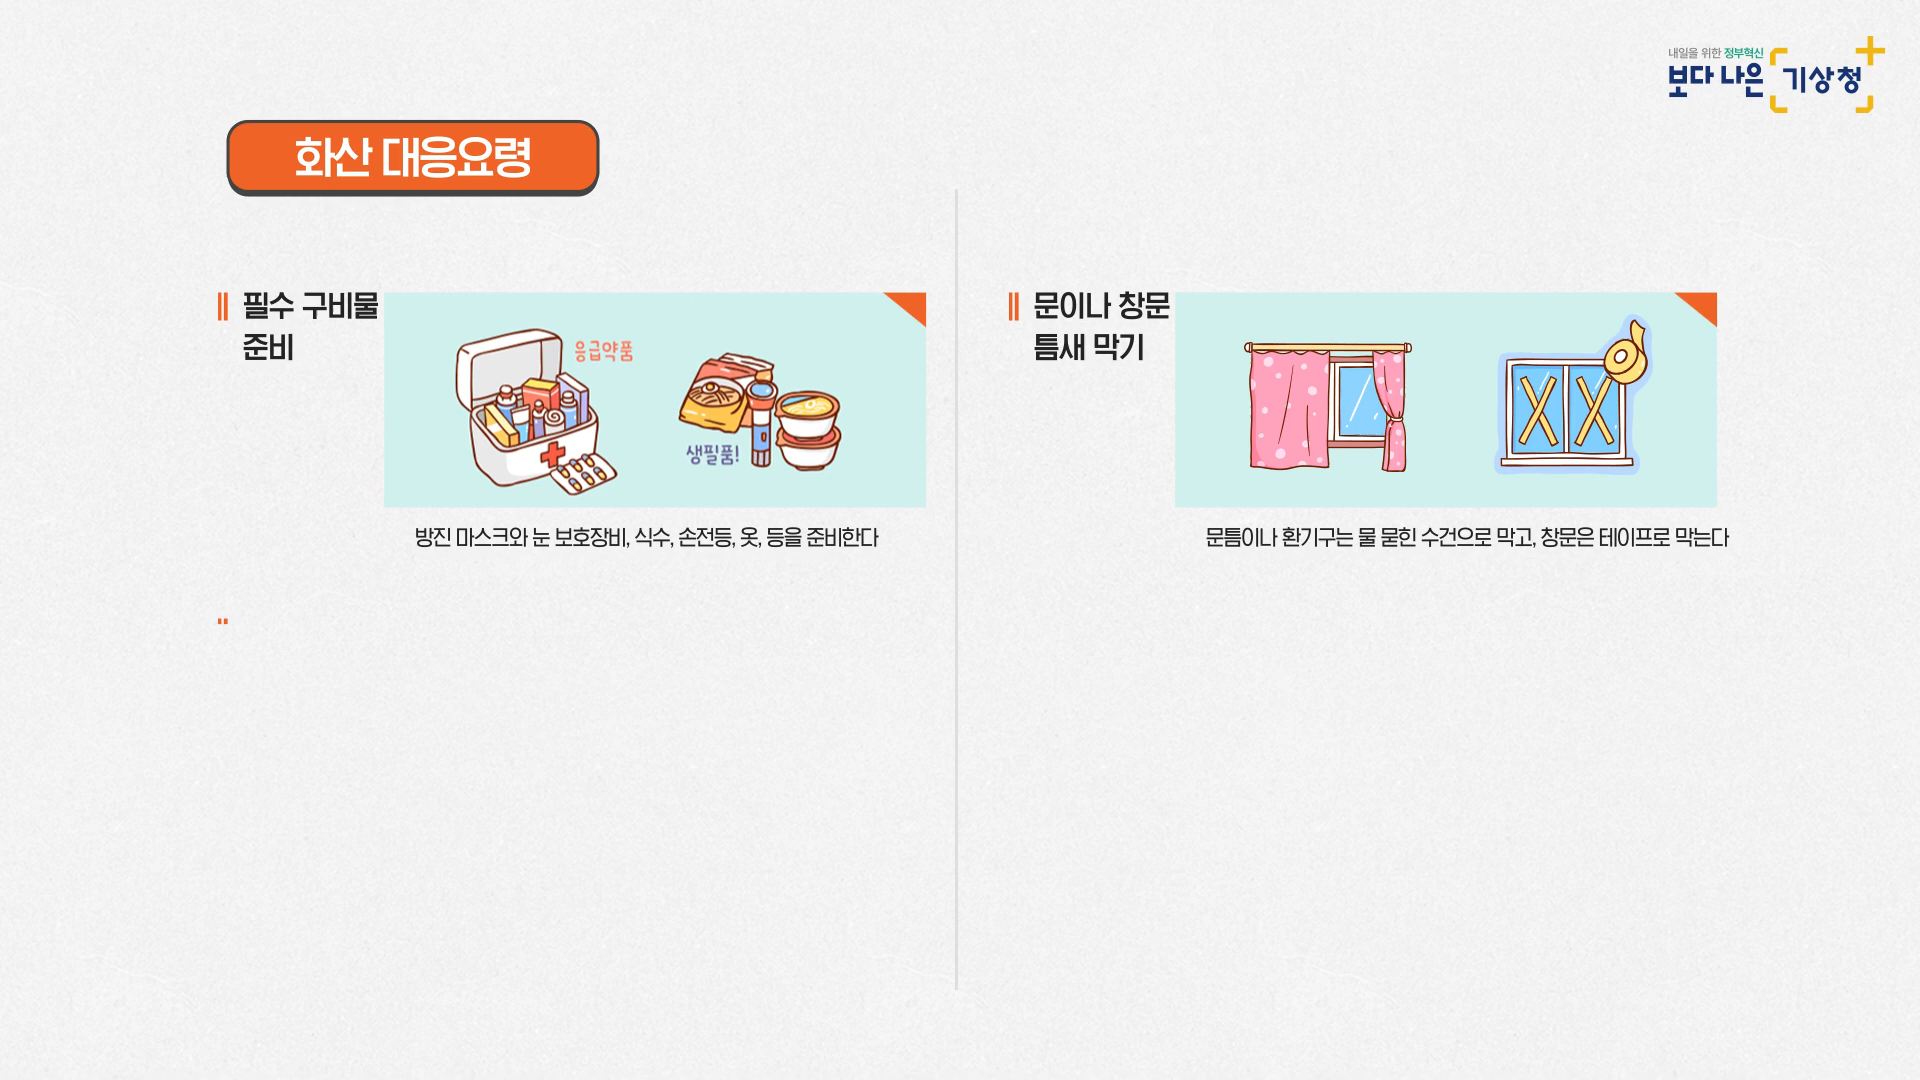 내일을 위한 정부혁신
보다 나은 기상청
화산 대응요령
필수 구비물
준비
응급약품
생필품!
방진 마스크와 눈 보호장비, 식수, 손전등, 옷, 등을 준비한다
문이나 창문
틈새 막기
문틈이나 환기구는 물 묻힌 수건으로 막고, 창문은 테이프로 막는다